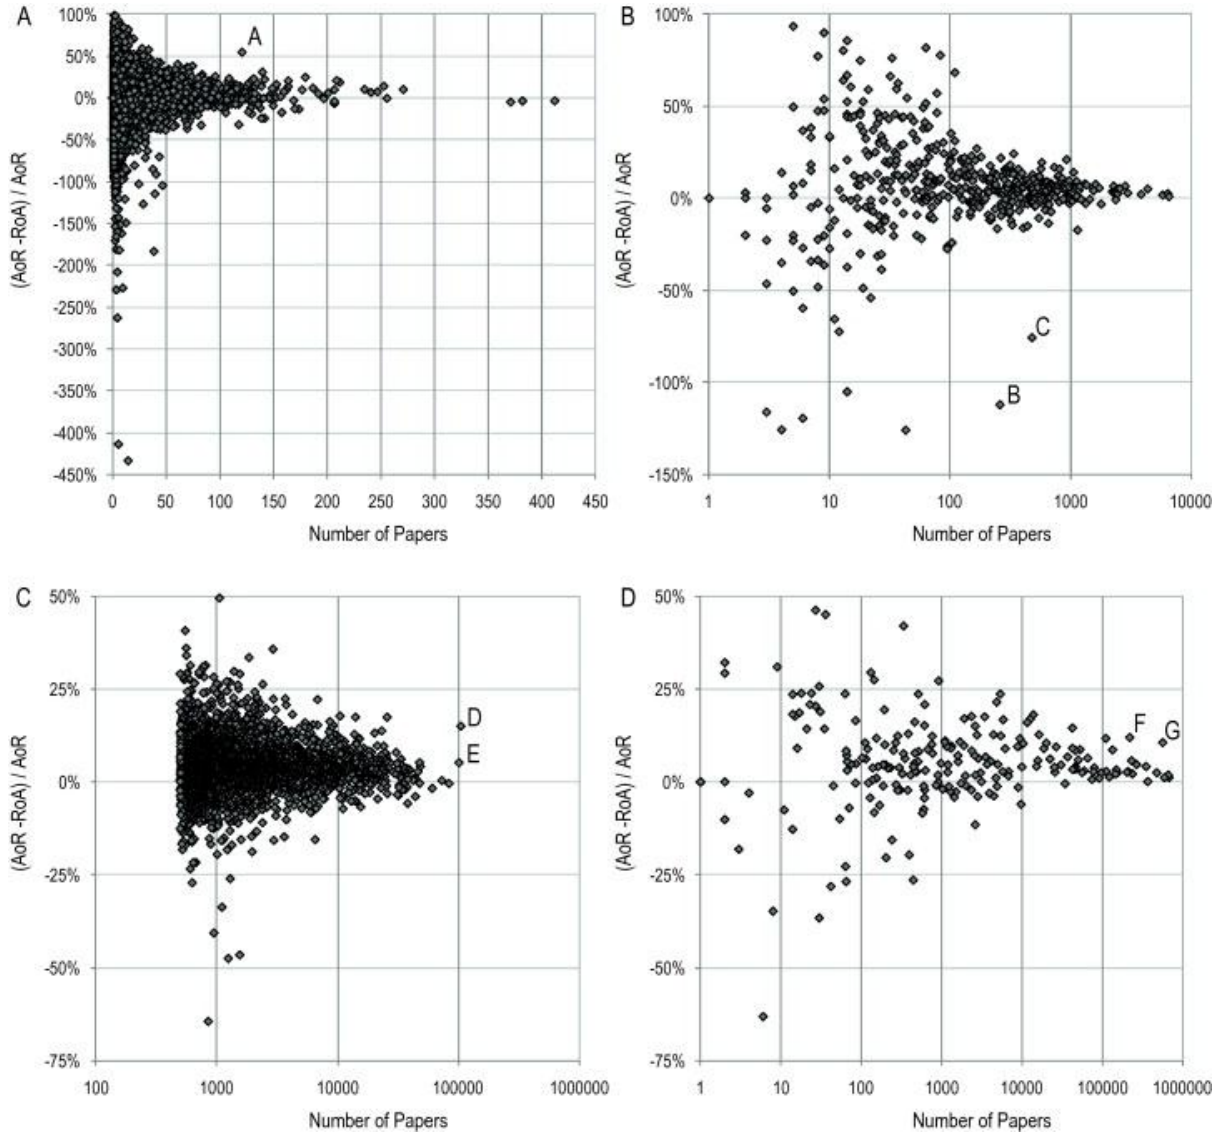 A
100%
50%
0%
-50%
-100%
-150%
-200%
-250%
-300%
-350%
-400%
-450%
(AoR -RoA) / AoR
A
0 50 100 150 200 250 300 350 400 450
Number of Papers
B
100%
50%
0%
-50%
-100%
-150%
(AoR -RoA) / AoR
C
B
1 10 100 1000 10000
Number of Papers
C
50%
25%
0%
-25%
-50%
-75%
(AoR -RoA) / AoR
D
E
100 1000 10000 100000 1000000
Number of Papers
D
50%
25%
0%
-25%
-50%
-75%
(AoR -RoA) / AoR
F
G
1 10 100 1000 10000 100000 1000000
Number of Papers